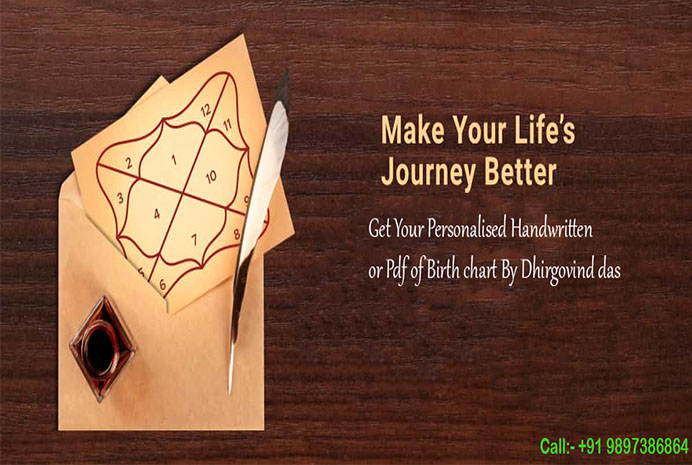 12
11
2
1
10
3
9
4
7
8
5
6
Make Your Life's
Journey Better
Get Your Personalised Handwritten
or Pdf of Birth chart By Dhirgovind das
Call:- +91 9897386864